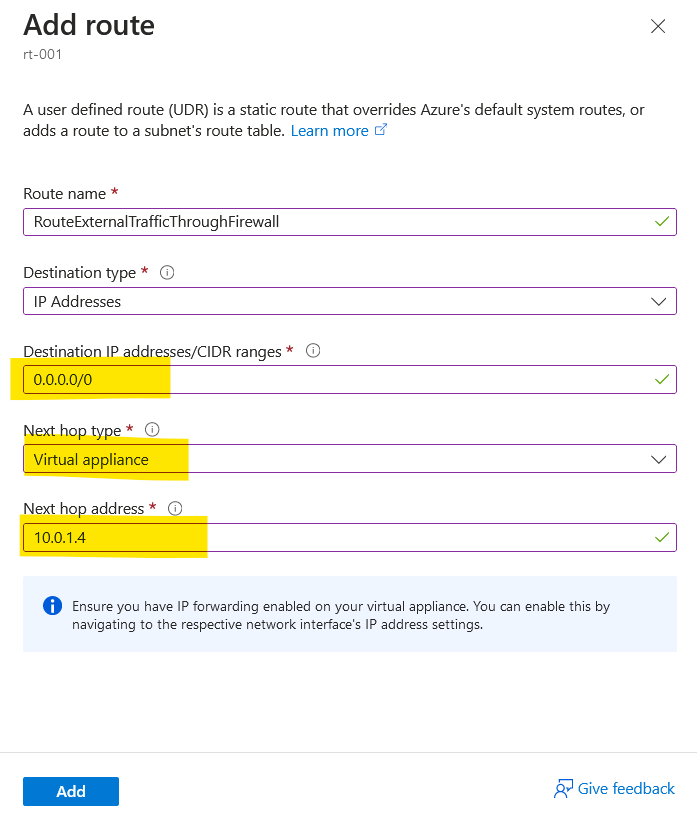 Add route
rt-001
A user defined route (UDR) is a static route that overrides Azure's default system routes, or
adds a route to a subnet's route table. Learn more
Route name *
RouteExternalTrafficThroughFirewall
Destination type *
IP Addresses
Destination IP addresses/CIDR ranges *
0.0.0.0/0
Next hop type *
Virtual appliance
Next hop address *
10.0.1.4
Ensure you have IP forwarding enabled on your virtual appliance. You can enable this by
navigating to the respective network interface's IP address settings.
Add
Give feedback